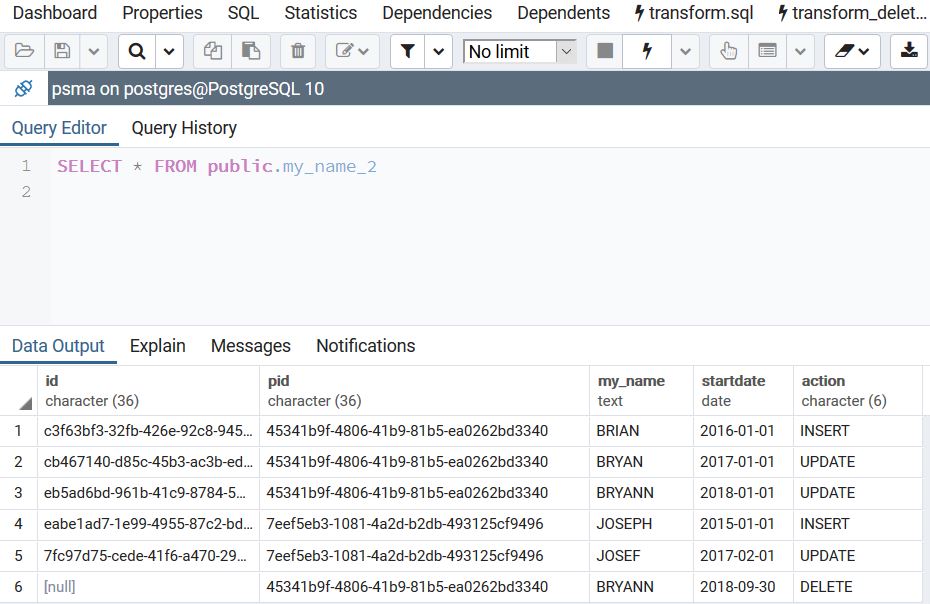 Dashboard Properties SQL Statistics Dependencies Dependents transform.sql transform_delet...
No limit
psma on postgres@PostgreSQL 10
Query Editor Query History
1 SELECT * FROM public.my_name_2
2
Data Output Explain Messages Notifications
id pid my_name startdate action
character (36) character (36) text date character (6)
1 c3f63bf3-32fb-426e-92c8-945... 45341b9f-4806-41b9-81b5-ea0262bd3340 BRIAN 2016-01-01 INSERT
2 cb467140-d85c-45b3-ac3b-ed... 45341b9f-4806-41b9-81b5-ea0262bd3340 BRYAN 2017-01-01 UPDATE
3 eb5ad6bd-961b-41c9-8784-5... 45341b9f-4806-41b9-81b5-ea0262bd3340 BRYANN 2018-01-01 UPDATE
4 eabe1ad7-1e99-4955-87c2-bd... 7eef5eb3-1081-4a2d-b2db-493125cf9496 JOSEPH 2015-01-01 INSERT
5 7fc97d75-cede-41f6-a470-29... 7eef5eb3-1081-4a2d-b2db-493125cf9496 JOSEF 2017-02-01 UPDATE
6 [null] 45341b9f-4806-41b9-81b5-ea0262bd3340 BRYANN 2018-09-30 DELETE